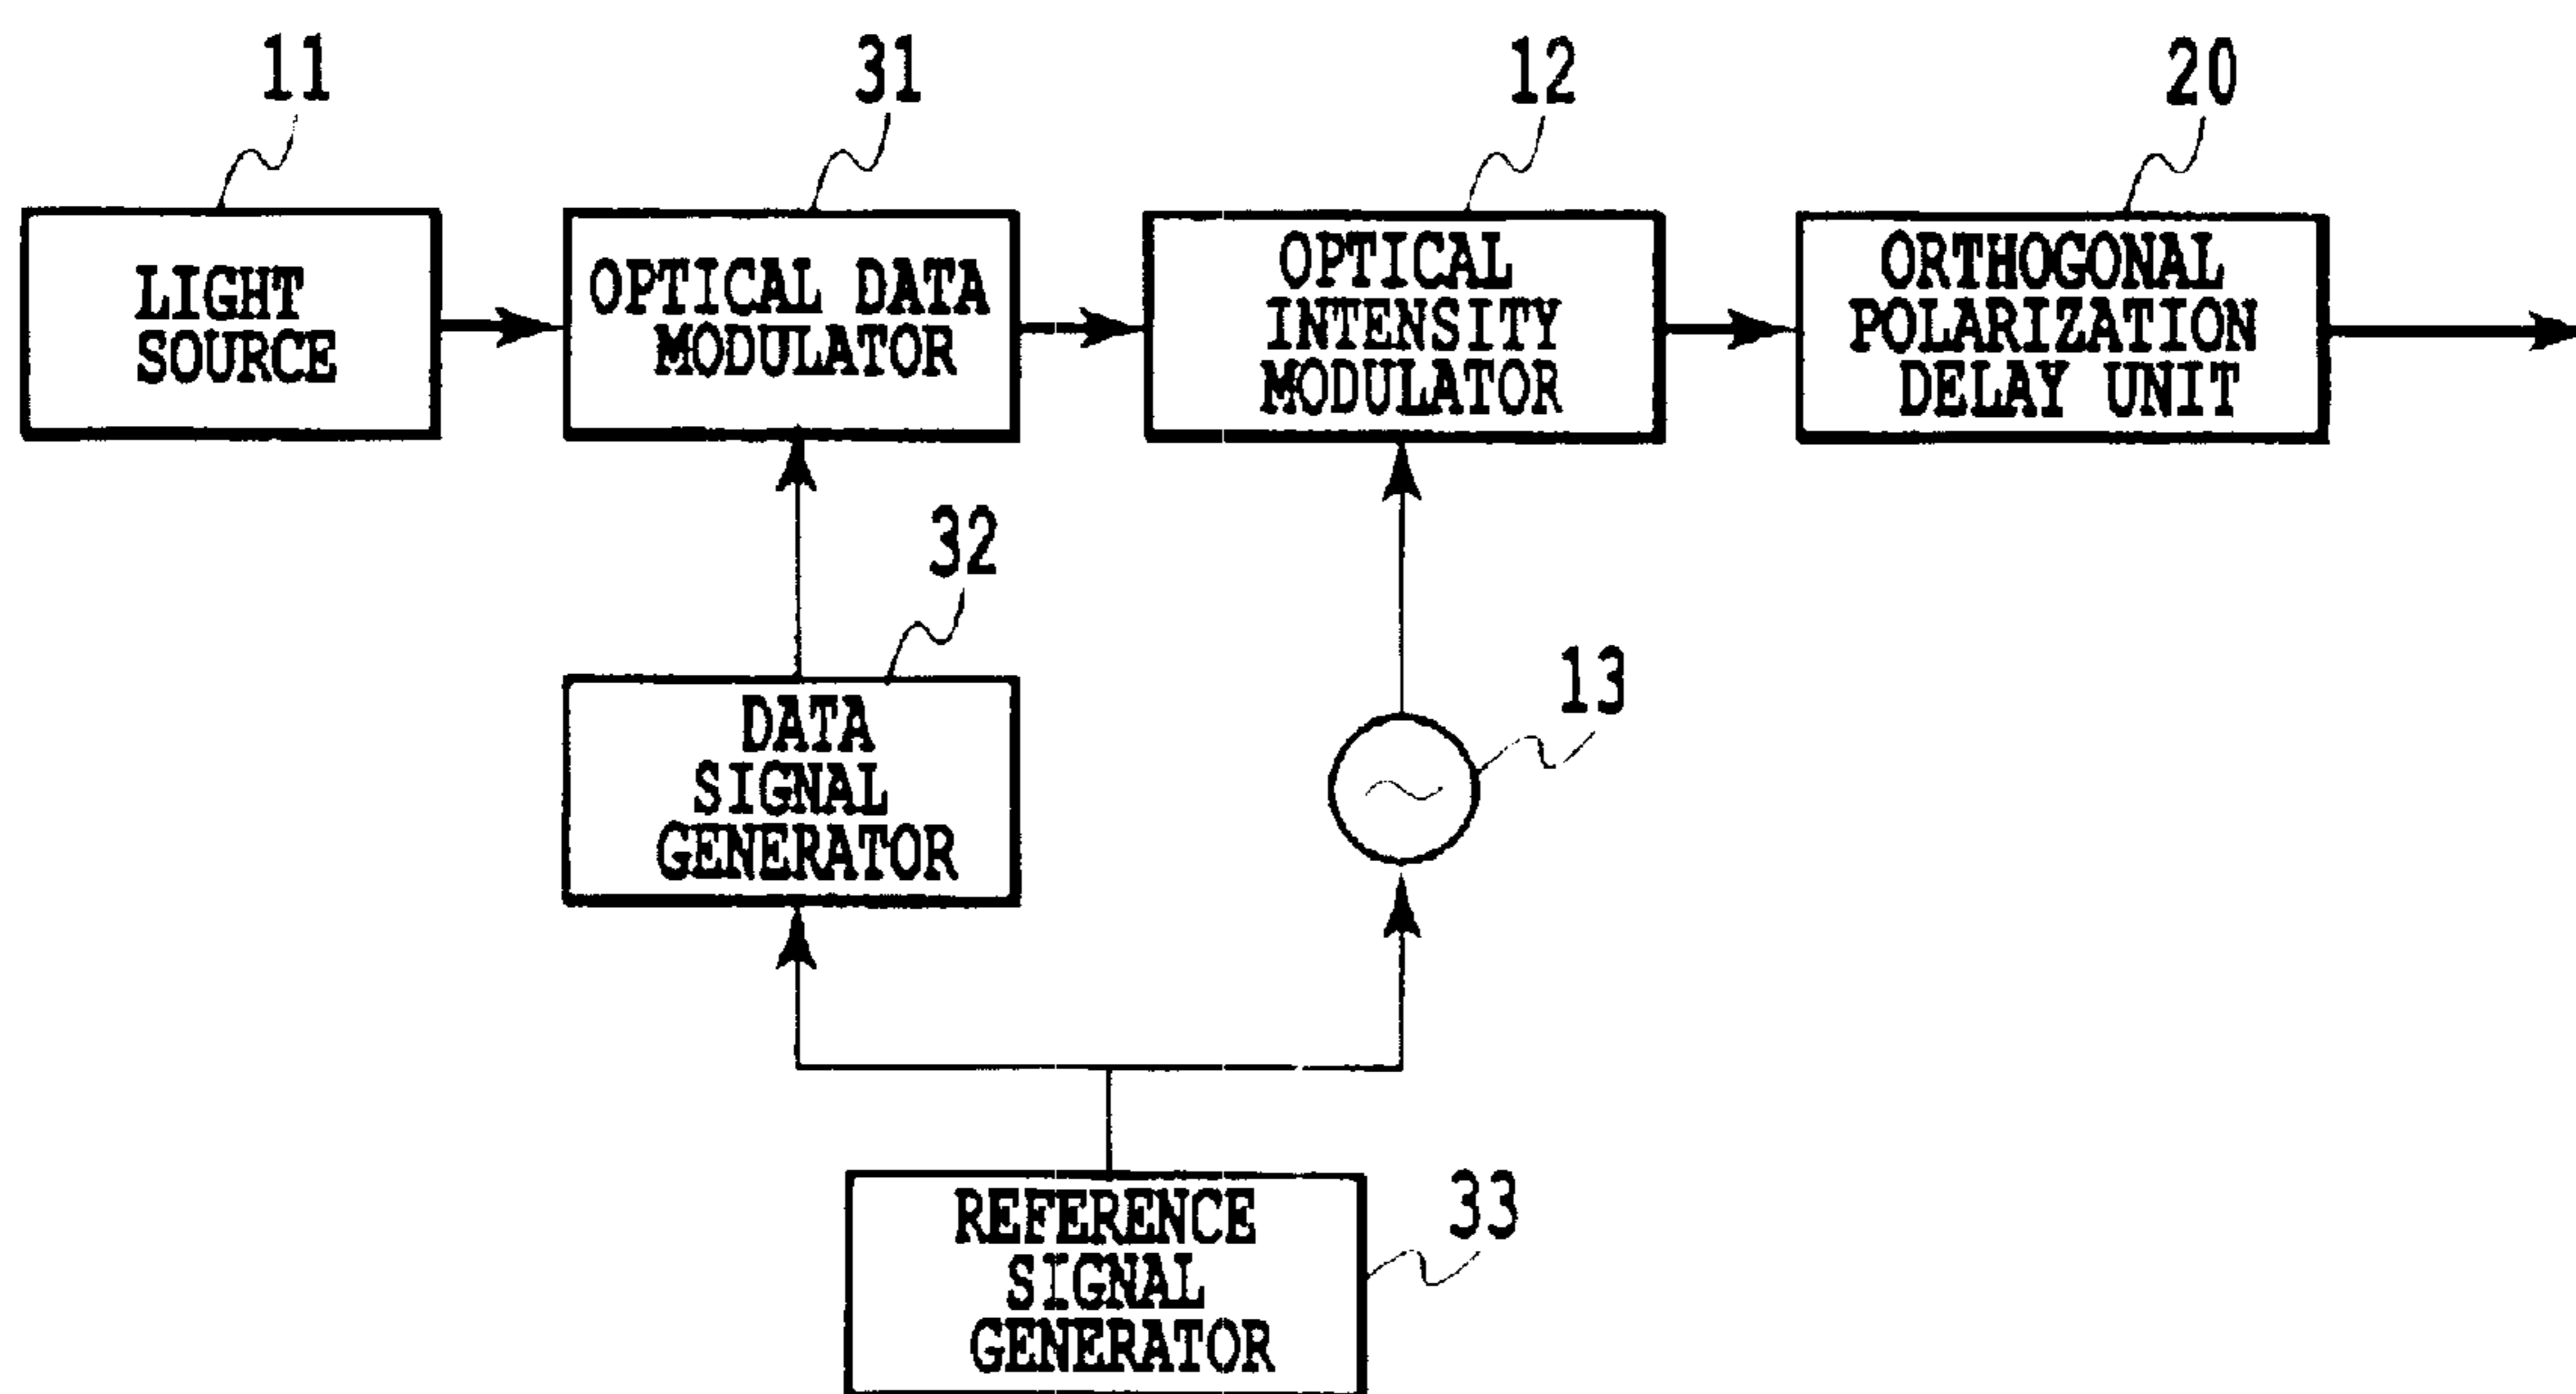 11
31
12
20
LIGHT
SOURCE
OPTICAL DATA
MODULATOR
OPTICAL
INTENSITY
MODULATOR
ORTHOGONAL
POLARIZATION
DELAY UNIT
32
13
DATA
SIGNAL
GENERATOR
33
REFERENCE
SIGNAL
GENERATOR